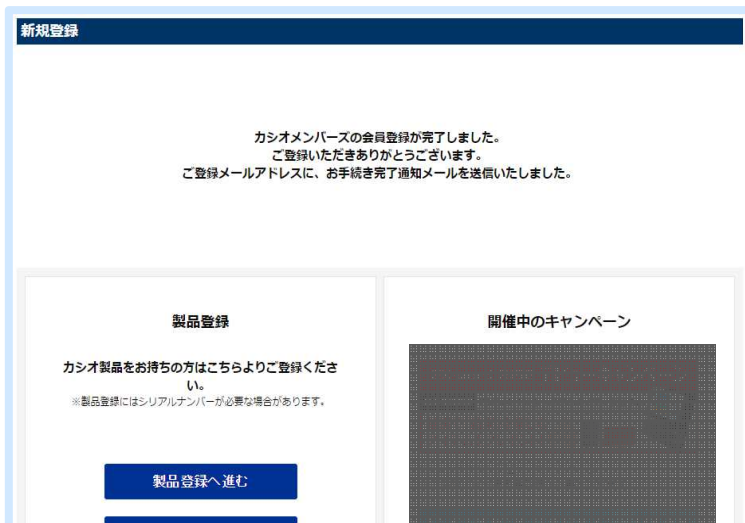 新規登録
カシオメンバーズの会員登録が完了しました。
ご登録いただきありがとうございます。
ご登録メールアドレスに、お手続き完了通知メールを送信いたしました。
製品登録
カシオ製品をお持ちの方はこちらよりご登録くださ
い。
※製品登録にはシリアルナンバーが必要な場合があります。
製品登録へ進む
開催中のキャンペーン